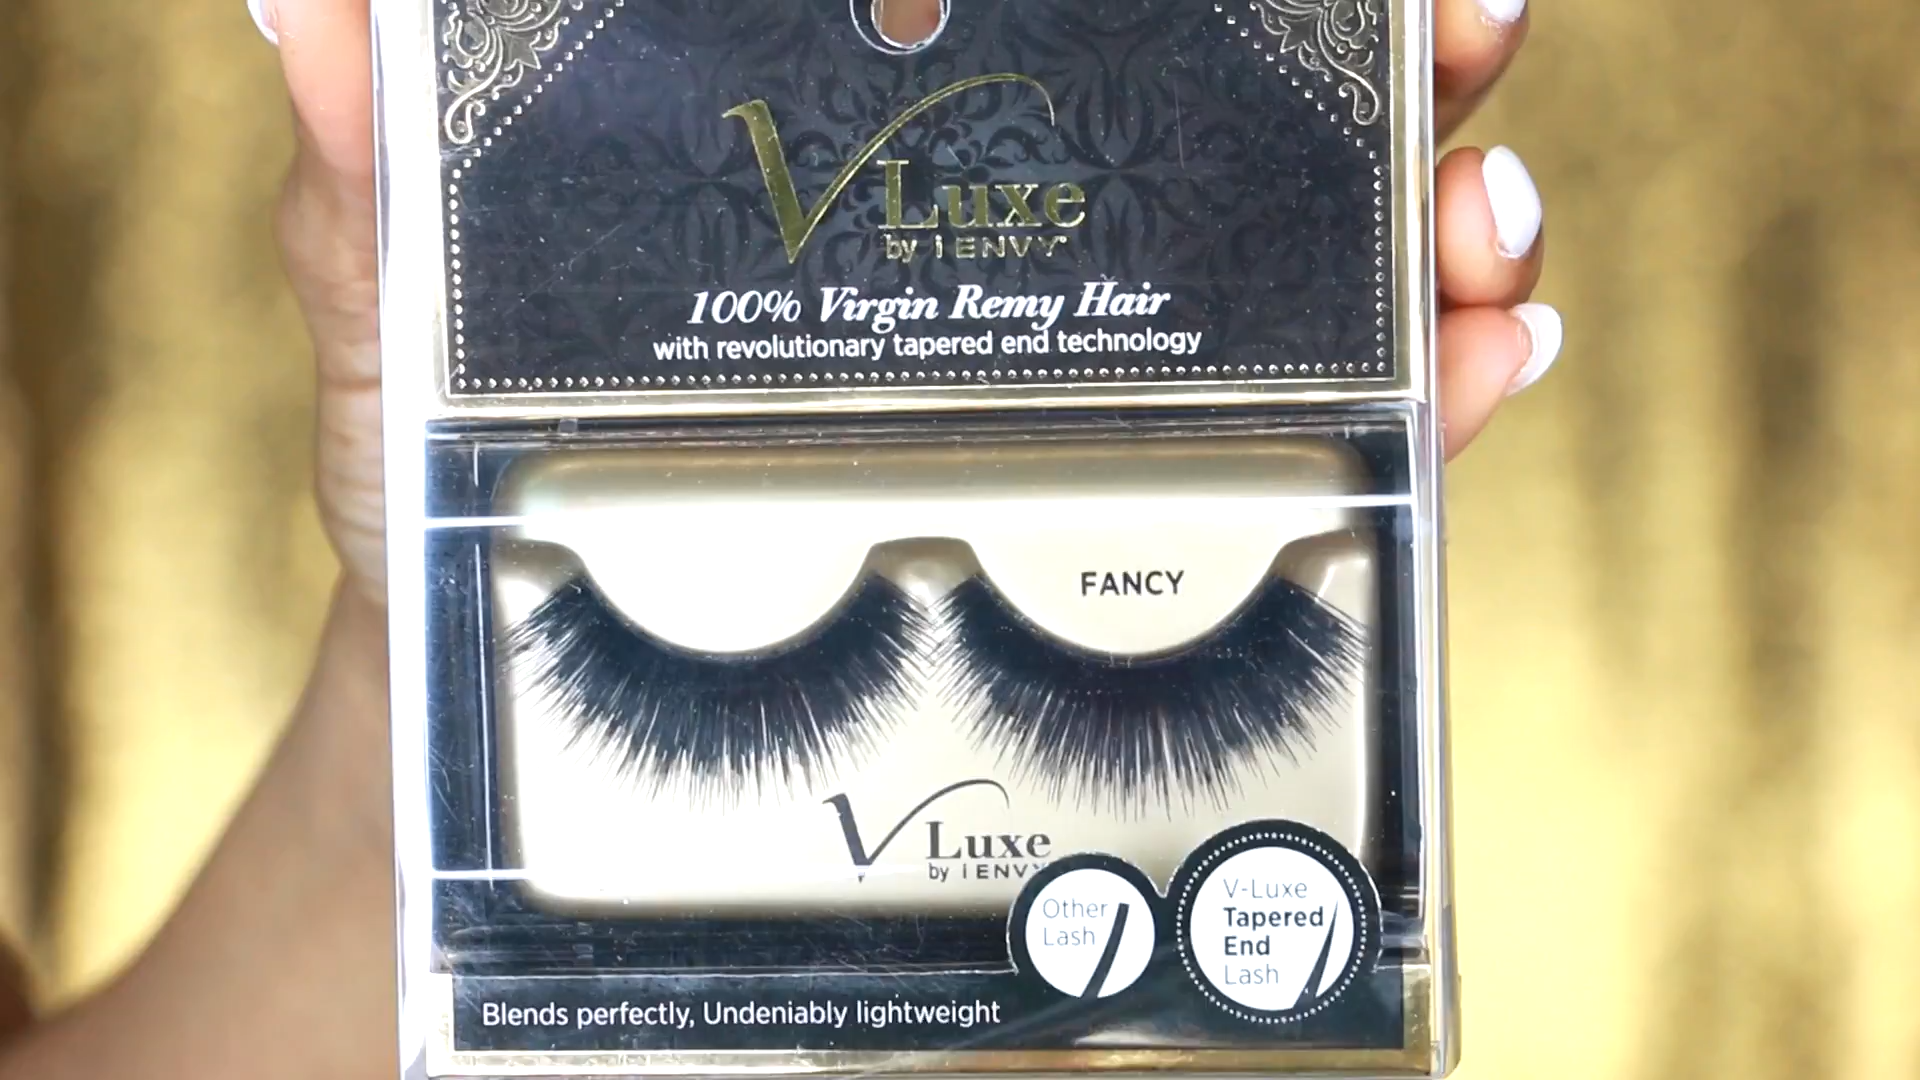 V Luxe
by i ENVY
100% Virgin Remy Hair
with revolutionary tapered end technology
FANCY
V Luxe
by i ENVY
Other
Lash
V-Luxe
Tapered
End
Lash
Blends perfectly, Undeniably lightweight